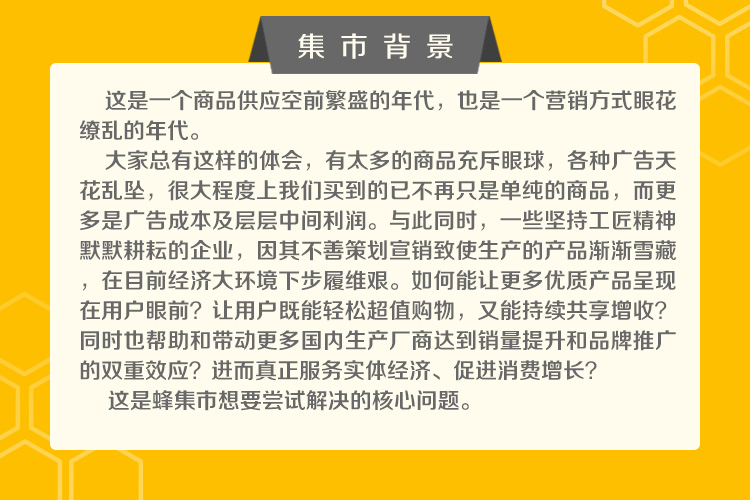 集市背景
这是一个商品供应空前繁盛的年代，也是一个营销方式眼花
缭乱的年代。
大家总有这样的体会，有太多的商品充斥眼球，各种广告天
花乱坠，很大程度上我们买到的已不再只是单纯的商品，而更
多是广告成本及层层中间利润。与此同时，一些坚持工匠精神
默默耕耘的企业，因其不善策划宣销致使生产的产品渐渐雪藏
，在目前经济大环境下步履维艰。如何能让更多优质产品呈现
在用户眼前？让用户既能轻松超值购物，又能持续共享增收？
同时也帮助和带动更多国内生产厂商达到销量提升和品牌推广
的双重效应？进而真正服务实体经济、促进消费增长？
这是蜂集市想要尝试解决的核心问题。